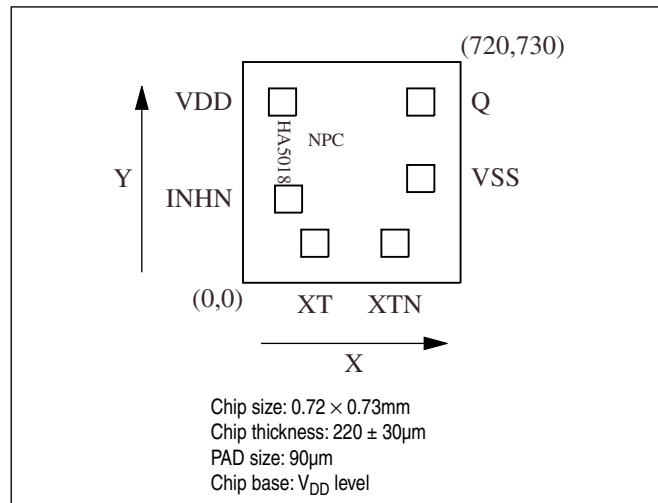 (720,730)
VDD
Q
HA5018
NPC
Y
VSS
INHN
(0,0)
XT
XTN
X
Chip size: 0.72 × 0.73mm
Chip thickness: 220 ± 30μm
PAD size: 90μm
Chip base: VDD level